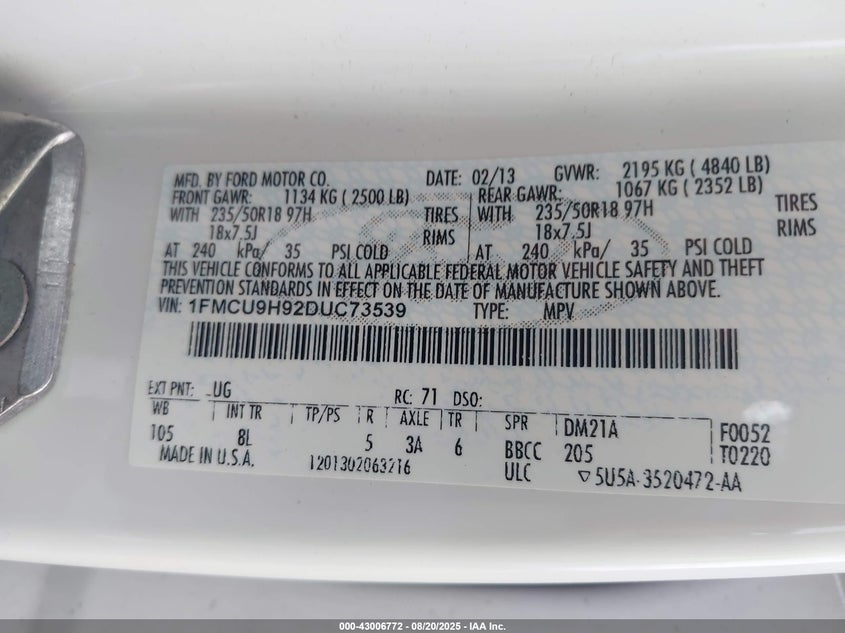 MFD. BY FORD MOTOR CO. DATE: 02/13 GVWR: 2195 KG ( 4840 LB)
FRONT GAWR: 1134 KG ( 2500 LB) REAR GAWR: 1067 KG ( 2352 LB)
WITH 235/50R18 97H TIRES WITH 235/50R18 97H TIRES
18x7.5J RIMS 18x7.5J RIMS
AT 240 kPa/ 35 PSI COLD AT 240 kPa/ 35 PSI COLD
THIS VEHICLE CONFORMS TO ALL APPLICABLE FEDERAL MOTOR VEHICLE SAFETY AND THEFT
PREVENTION STANDARDS IN EFFECT ON THE DATE OF MANUFACTURE SHOWN ABOVE.
VIN: 1FMCU9H92DUC73539 TYPE: MPV
EXT PNT: UG RC: 71 DSO:
WB INT TR TP/PS R AXLE TR SPR DM21A F0052
105 8L 5 3A 6 BBCC 205 T0220
MADE IN U.S.A. 1201302063216 ULC ▽5U5A-3520472-AA
000-43006772 - 08/20/2025 - IAA Inc.